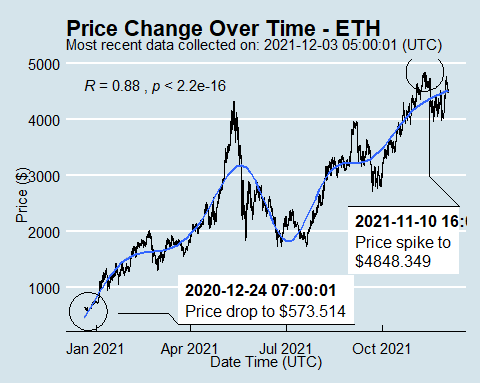 Price Change Over Time - ETH
Most recent data collected on: 2021-12-03 05:00:01 (UTC)
5000
R = 0.88 , p < 2.2e-16
4000
3000
Price ($)
2021-11-10 16:0
Price spike to
$4848.349
2000
2020-12-24 07:00:01
Price drop to $573.514
1000
Jan 2021 Apr 2021 Jul 2021 Oct 2021
Date Time (UTC)